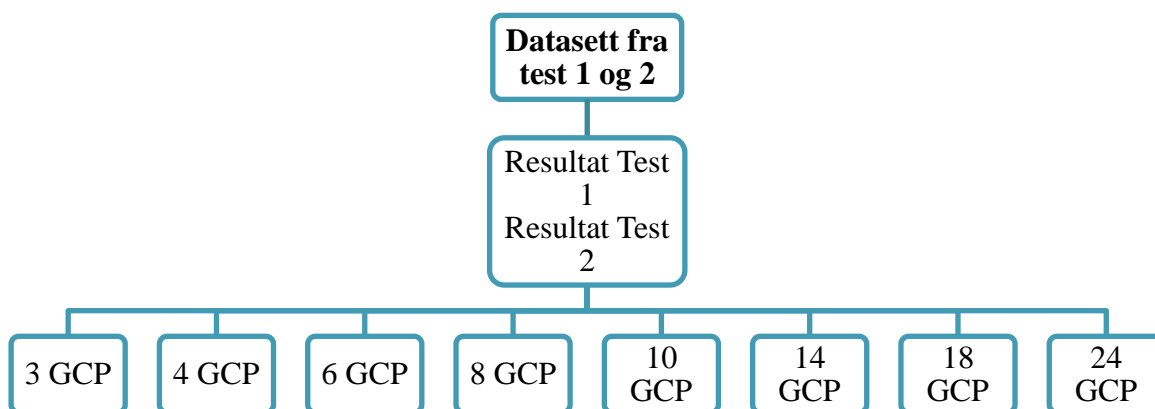 Datasett fra
test 1 og 2
Resultat Test
1
Resultat Test
2
3 GCP
4 GCP
6 GCP
8 GCP
10
GCP
14
GCP
18
GCP
24
GCP